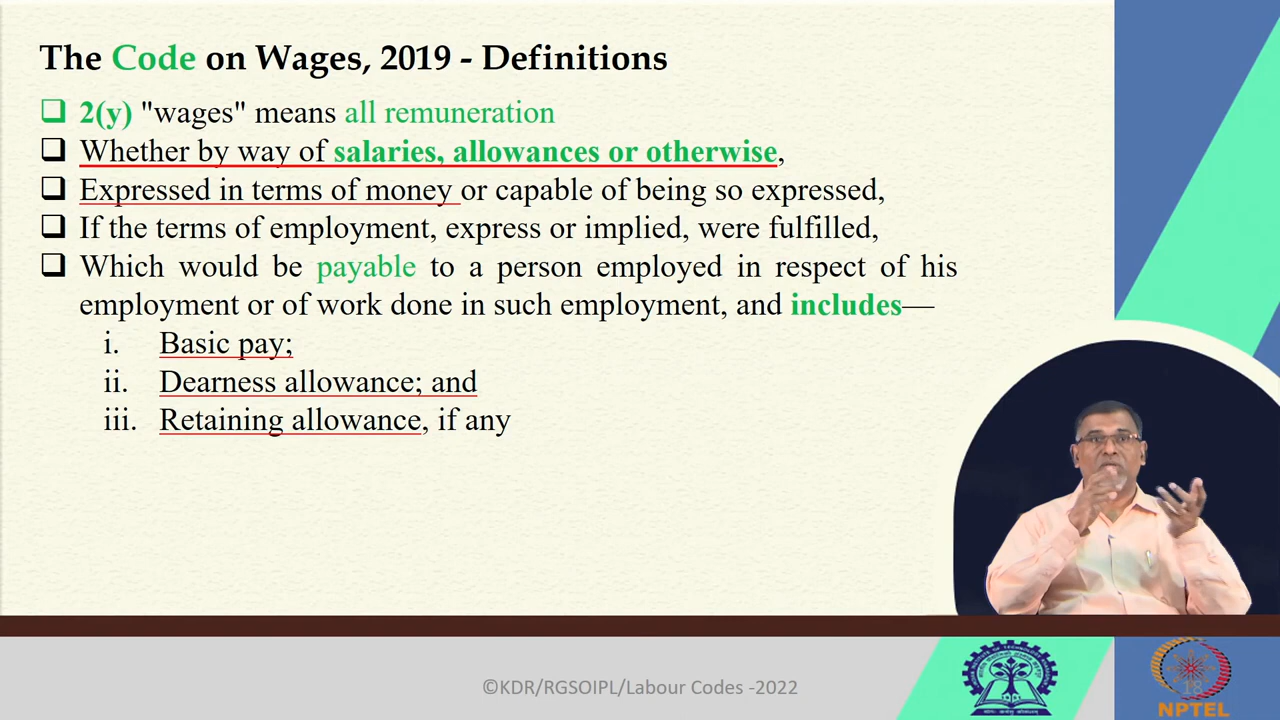 The Code on Wages, 2019 - Definitions
2(y) "wages" means all remuneration
Whether by way of salaries, allowances or otherwise,
Expressed in terms of money or capable of being so expressed,
If the terms of employment, express or implied, were fulfilled,
Which would be payable to a person employed in respect of his
employment or of work done in such employment, and includes—
i. Basic pay;
ii. Dearness allowance; and
iii. Retaining allowance, if any
©KDR/RGSOIPL/Labour Codes -2022
18
NPTEL